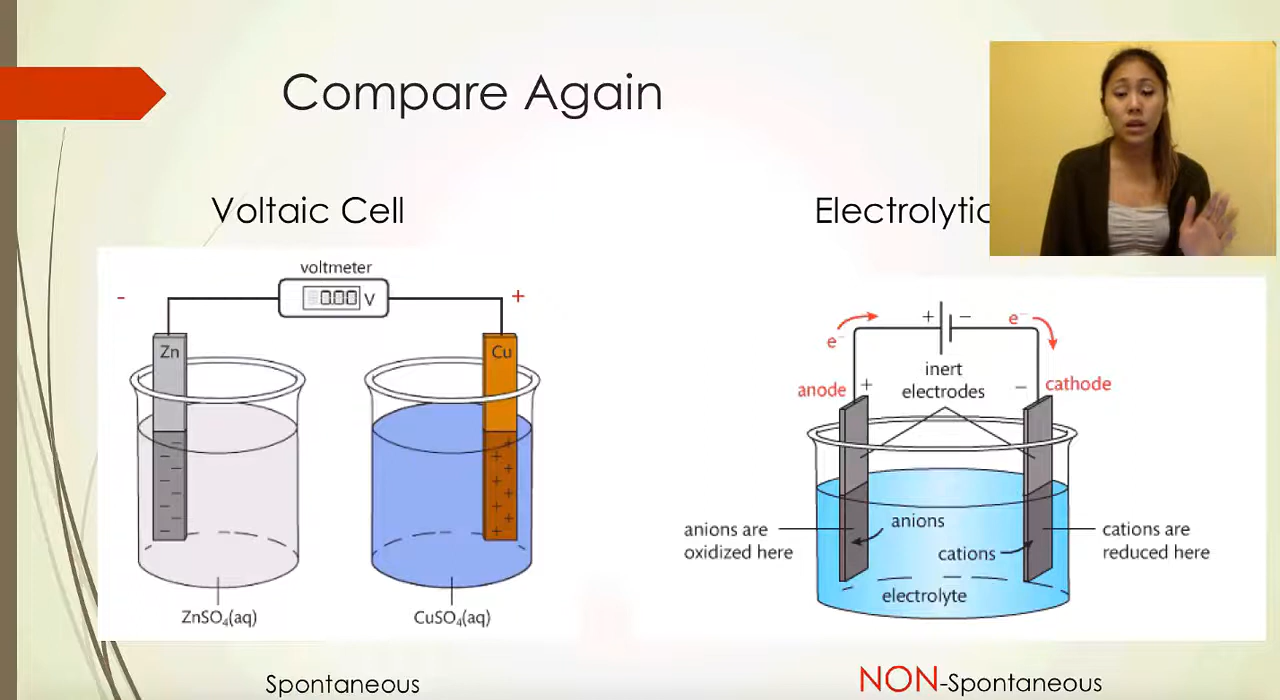 Compare Again
Voltaic Cell
Electrolytic
voltmeter
0.00 V
- +
Zn
Cu
ZnSO₄(aq)
CuSO₄(aq)
Spontaneous
+ −
e⁻
e⁻
inert
electrodes
anode +
− cathode
anions are
oxidized here
anions
cations
cations are
reduced here
electrolyte
NON-Spontaneous